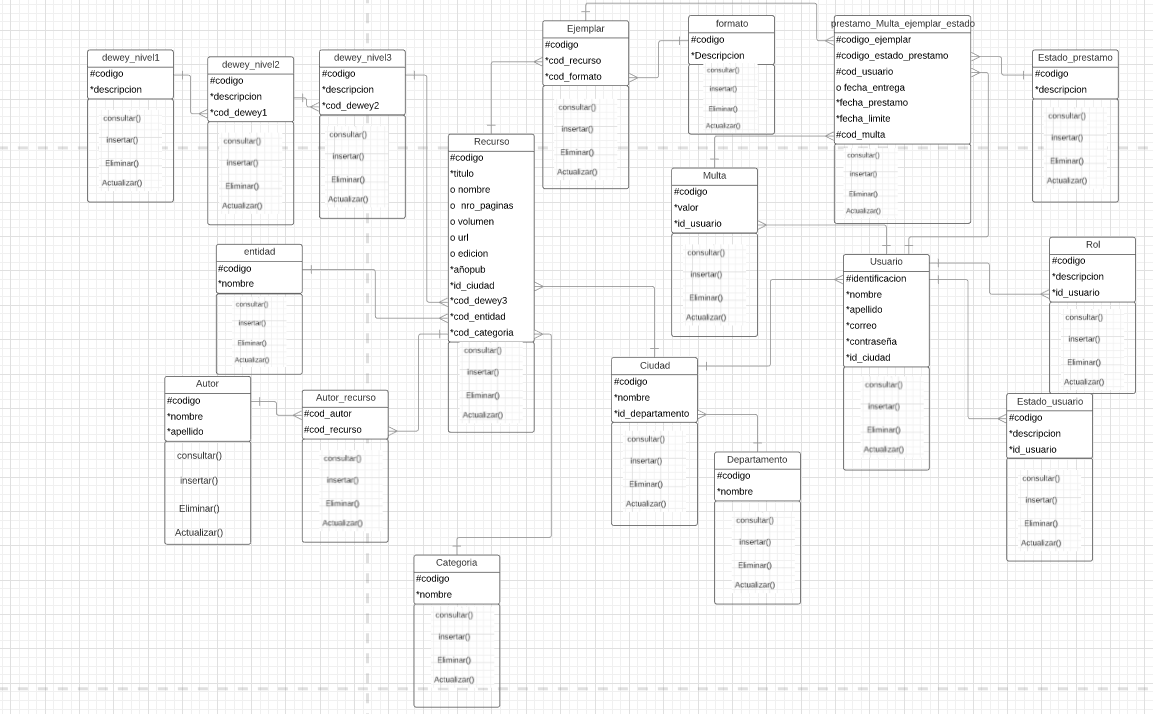 dewey_nivel1
#codigo
*descripcion
consultar()
insertar()
Eliminar()
Actualizar()
dewey_nivel2
#codigo
*descripcion
*cod_dewey1
consultar()
insertar()
Eliminar()
Actualizar()
dewey_nivel3
#codigo
*descripcion
*cod_dewey2
consultar()
insertar()
Eliminar()
Actualizar()
Ejemplar
#codigo
*cod_recurso
*cod_formato
consultar()
insertar()
Eliminar()
Actualizar()
formato
#codigo
*Descripcion
consultar()
insertar()
Eliminar()
Actualizar()
prestamo_Multa_ejemplar_estado
#codigo_ejemplar
#codigo_estado_prestamo
#cod_usuario
o fecha_entrega
*fecha_prestamo
*fecha_limite
#cod_multa
consultar()
insertar()
Eliminar()
Actualizar()
Estado_prestamo
#codigo
*descripcion
consultar()
insertar()
Eliminar()
Actualizar()
Recurso
#codigo
*titulo
o nombre
o nro_paginas
o volumen
o url
o edicion
*añopub
*id_ciudad
*cod_dewey3
*cod_entidad
*cod_categoria
consultar()
insertar()
Eliminar()
Actualizar()
Multa
#codigo
*valor
*id_usuario
consultar()
insertar()
Eliminar()
Actualizar()
entidad
#codigo
*nombre
consultar()
insertar()
Eliminar()
Actualizar()
Usuario
#identificacion
*nombre
*apellido
*correo
*contraseña
*id_ciudad
consultar()
insertar()
Eliminar()
Actualizar()
Rol
#codigo
*descripcion
*id_usuario
consultar()
insertar()
Eliminar()
Actualizar()
Autor
#codigo
*nombre
*apellido
consultar()
insertar()
Eliminar()
Actualizar()
Autor_recurso
#cod_autor
#cod_recurso
consultar()
insertar()
Eliminar()
Actualizar()
Ciudad
#codigo
*nombre
*id_departamento
consultar()
insertar()
Eliminar()
Actualizar()
Estado_usuario
#codigo
*descripcion
*id_usuario
consultar()
insertar()
Eliminar()
Actualizar()
Departamento
#codigo
*nombre
consultar()
insertar()
Eliminar()
Actualizar()
Categoria
#codigo
*nombre
consultar()
insertar()
Eliminar()
Actualizar()